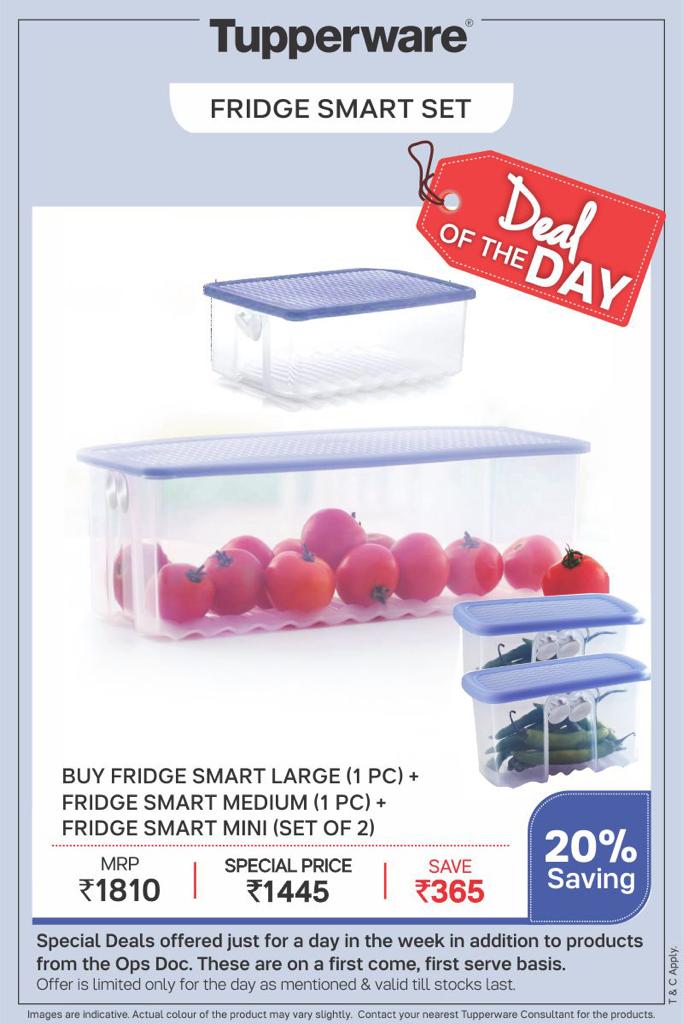 Tupperware®
FRIDGE SMART SET
Deal
OF THE DAY
BUY FRIDGE SMART LARGE (1 PC) +
FRIDGE SMART MEDIUM (1 PC) +
FRIDGE SMART MINI (SET OF 2)
MRP
₹1810
SPECIAL PRICE
₹1445
SAVE
₹365
20%
Saving
Special Deals offered just for a day in the week in addition to products
from the Ops Doc. These are on a first come, first serve basis.
Offer is limited only for the day as mentioned & valid till stocks last.
T & C Apply.
Images are indicative. Actual colour of the product may vary slightly. Contact your nearest Tupperware Consultant for the products.